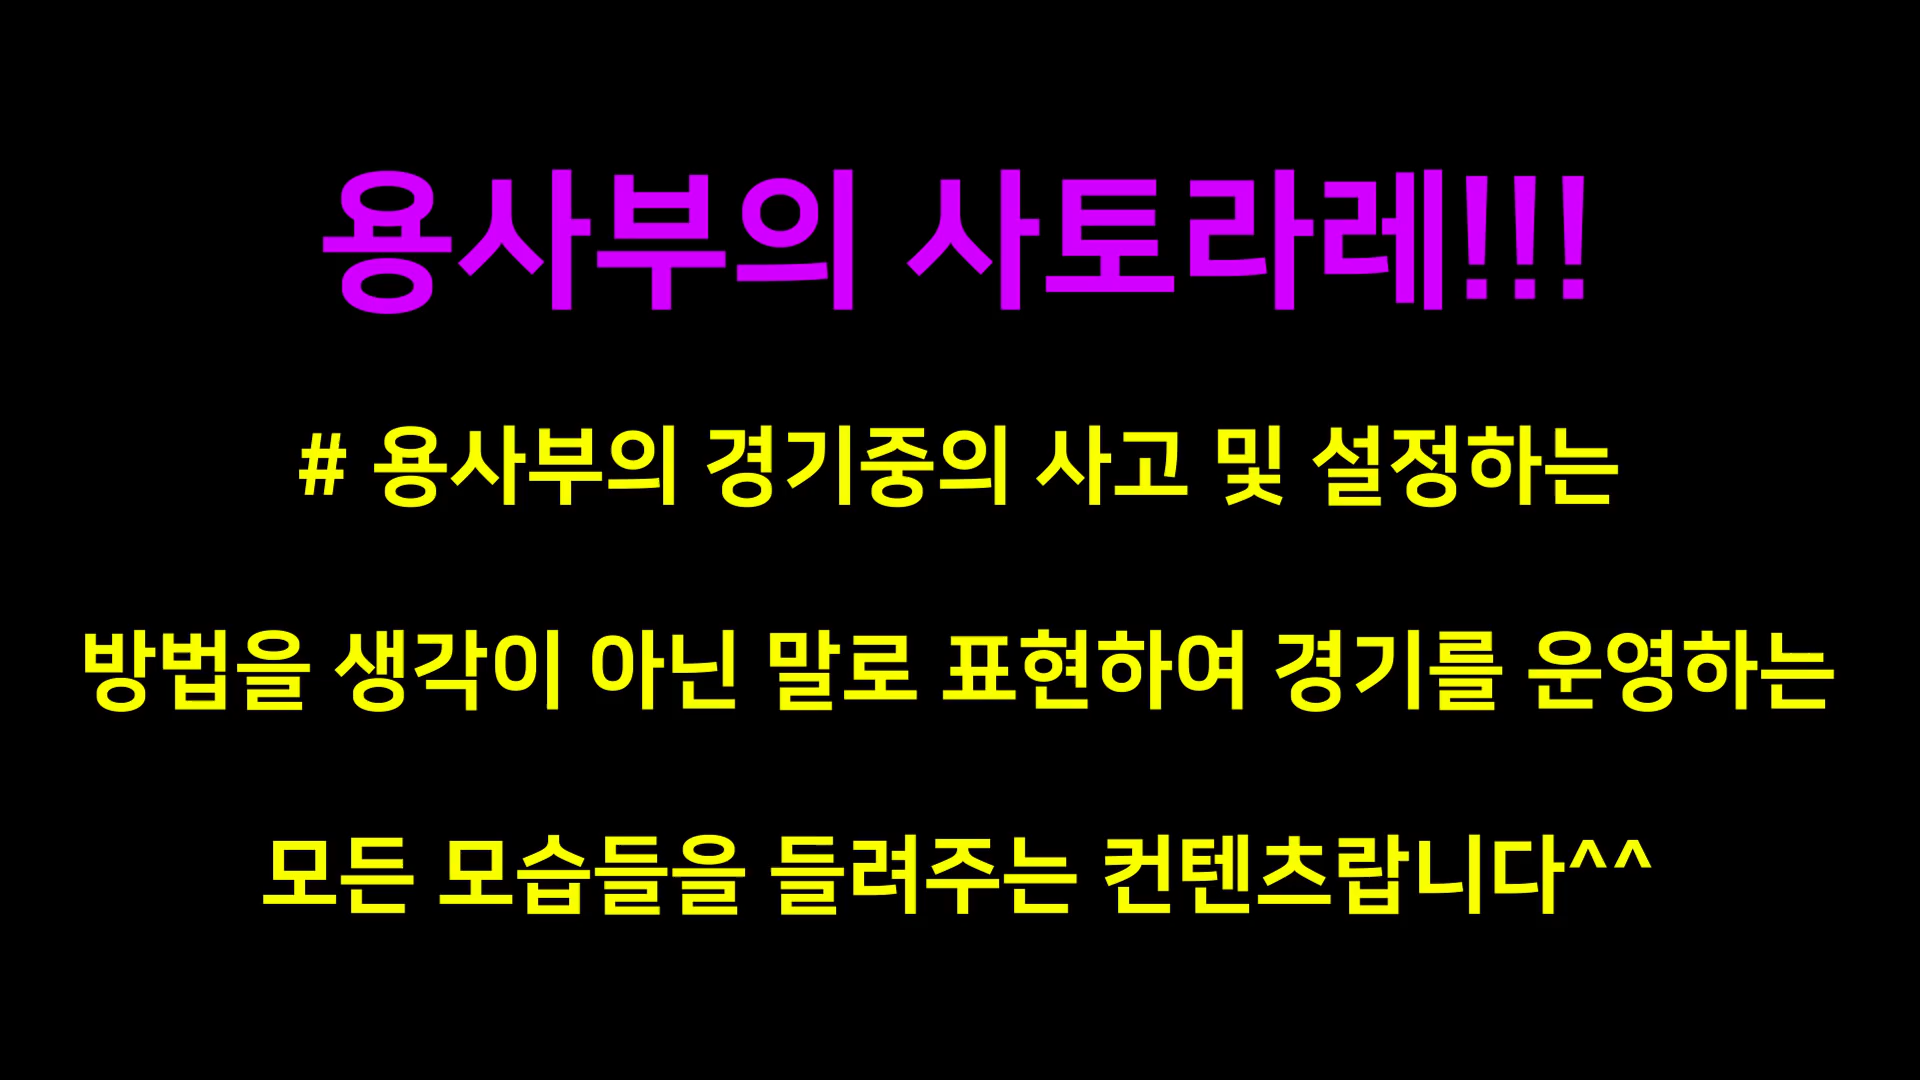 용사부의 사토라레!!!
# 용사부의 경기중의 사고 및 설정하는
방법을 생각이 아닌 말로 표현하여 경기를 운영하는
모든 모습들을 들려주는 컨텐츠랍니다^^